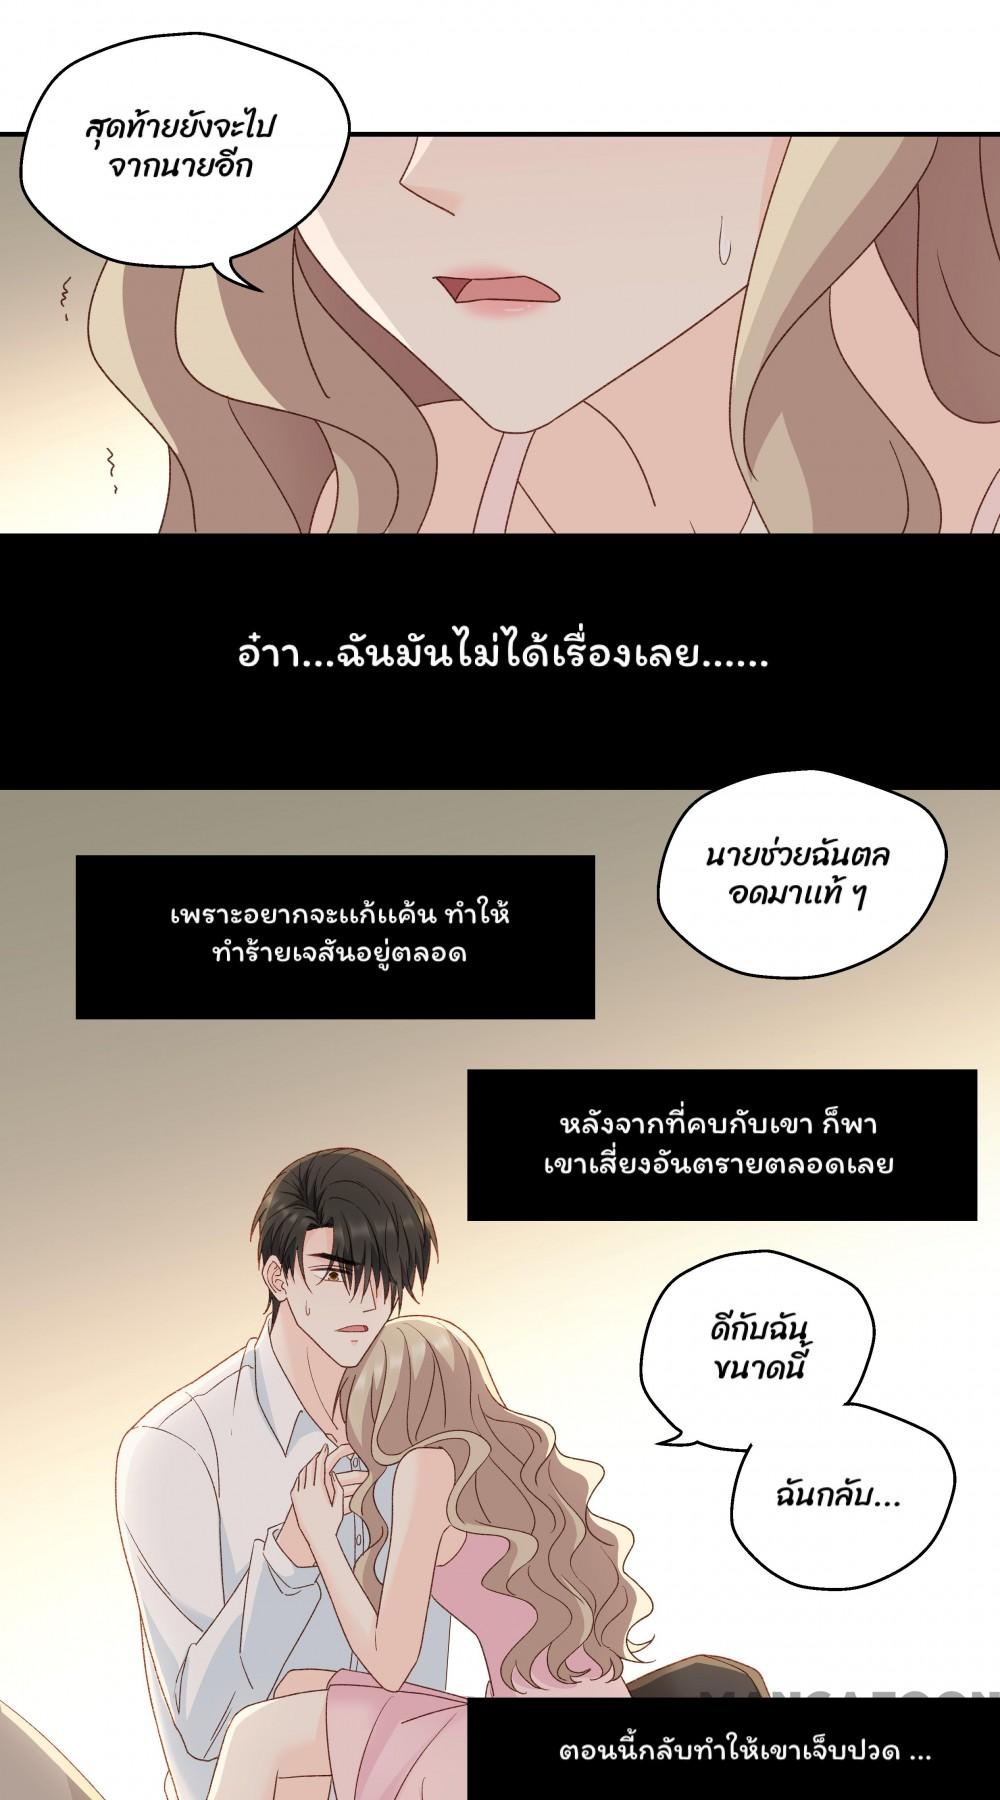 สุดท้ายยังจะไป
จากนายอีก
อ๋าา...ฉันมันไม่ได้เรื่องเลย......
นายช่วยฉันตล
อดมาแท้ ๆ
เพราะอยากจะแก้แค้น ทำให้
ทำร้ายเจสันอยู่ตลอด
หลังจากที่คบกับเขา ก็พา
เขาเสี่ยงอันตรายตลอดเลย
ดีกับฉัน
ขนาดนี้
ฉันกลับ...
MANGATOON
ตอนนี้กลับทำให้เขาเจ็บปวด ...